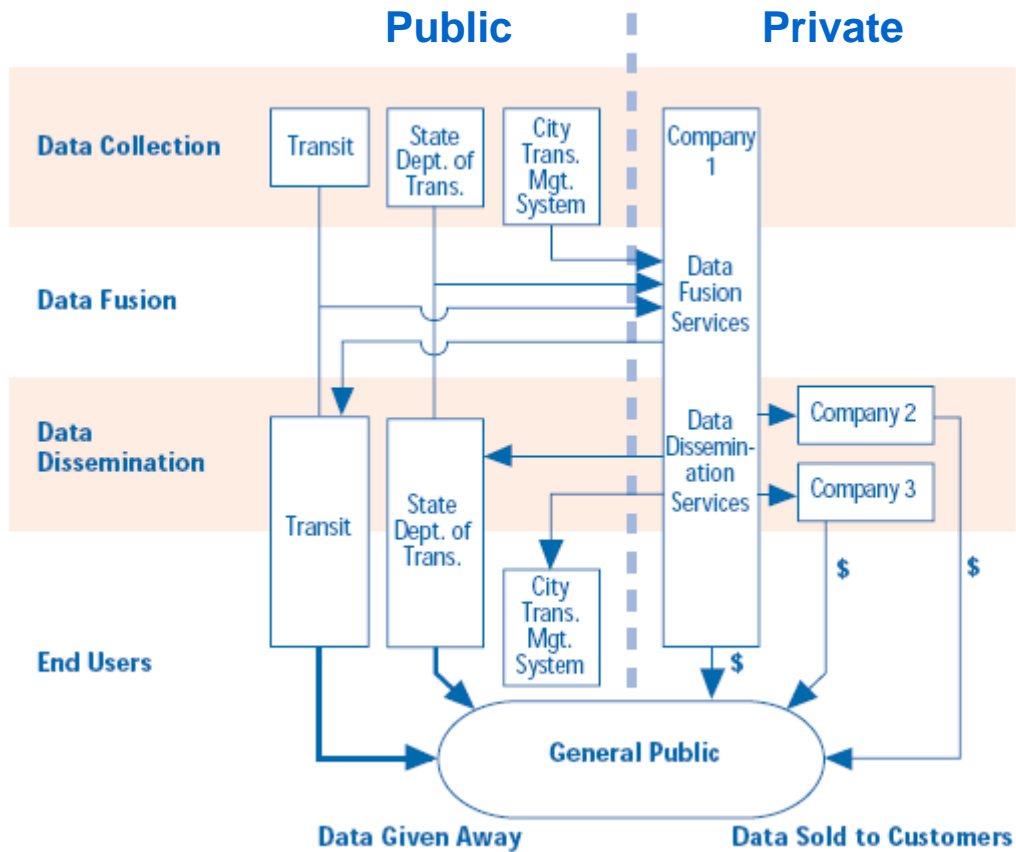 Public
Private
Data Collection
Transit
State
Dept. of
Trans.
City
Trans.
Mgt.
System
Company
1
Data Fusion
Data
Fusion
Services
Data
Dissemination
Transit
State
Dept. of
Trans.
City
Trans.
Mgt.
System
Data
Dissemin-
ation
Services
Company 2
Company 3
$
$
End Users
$
General Public
Data Given Away
Data Sold to Customers